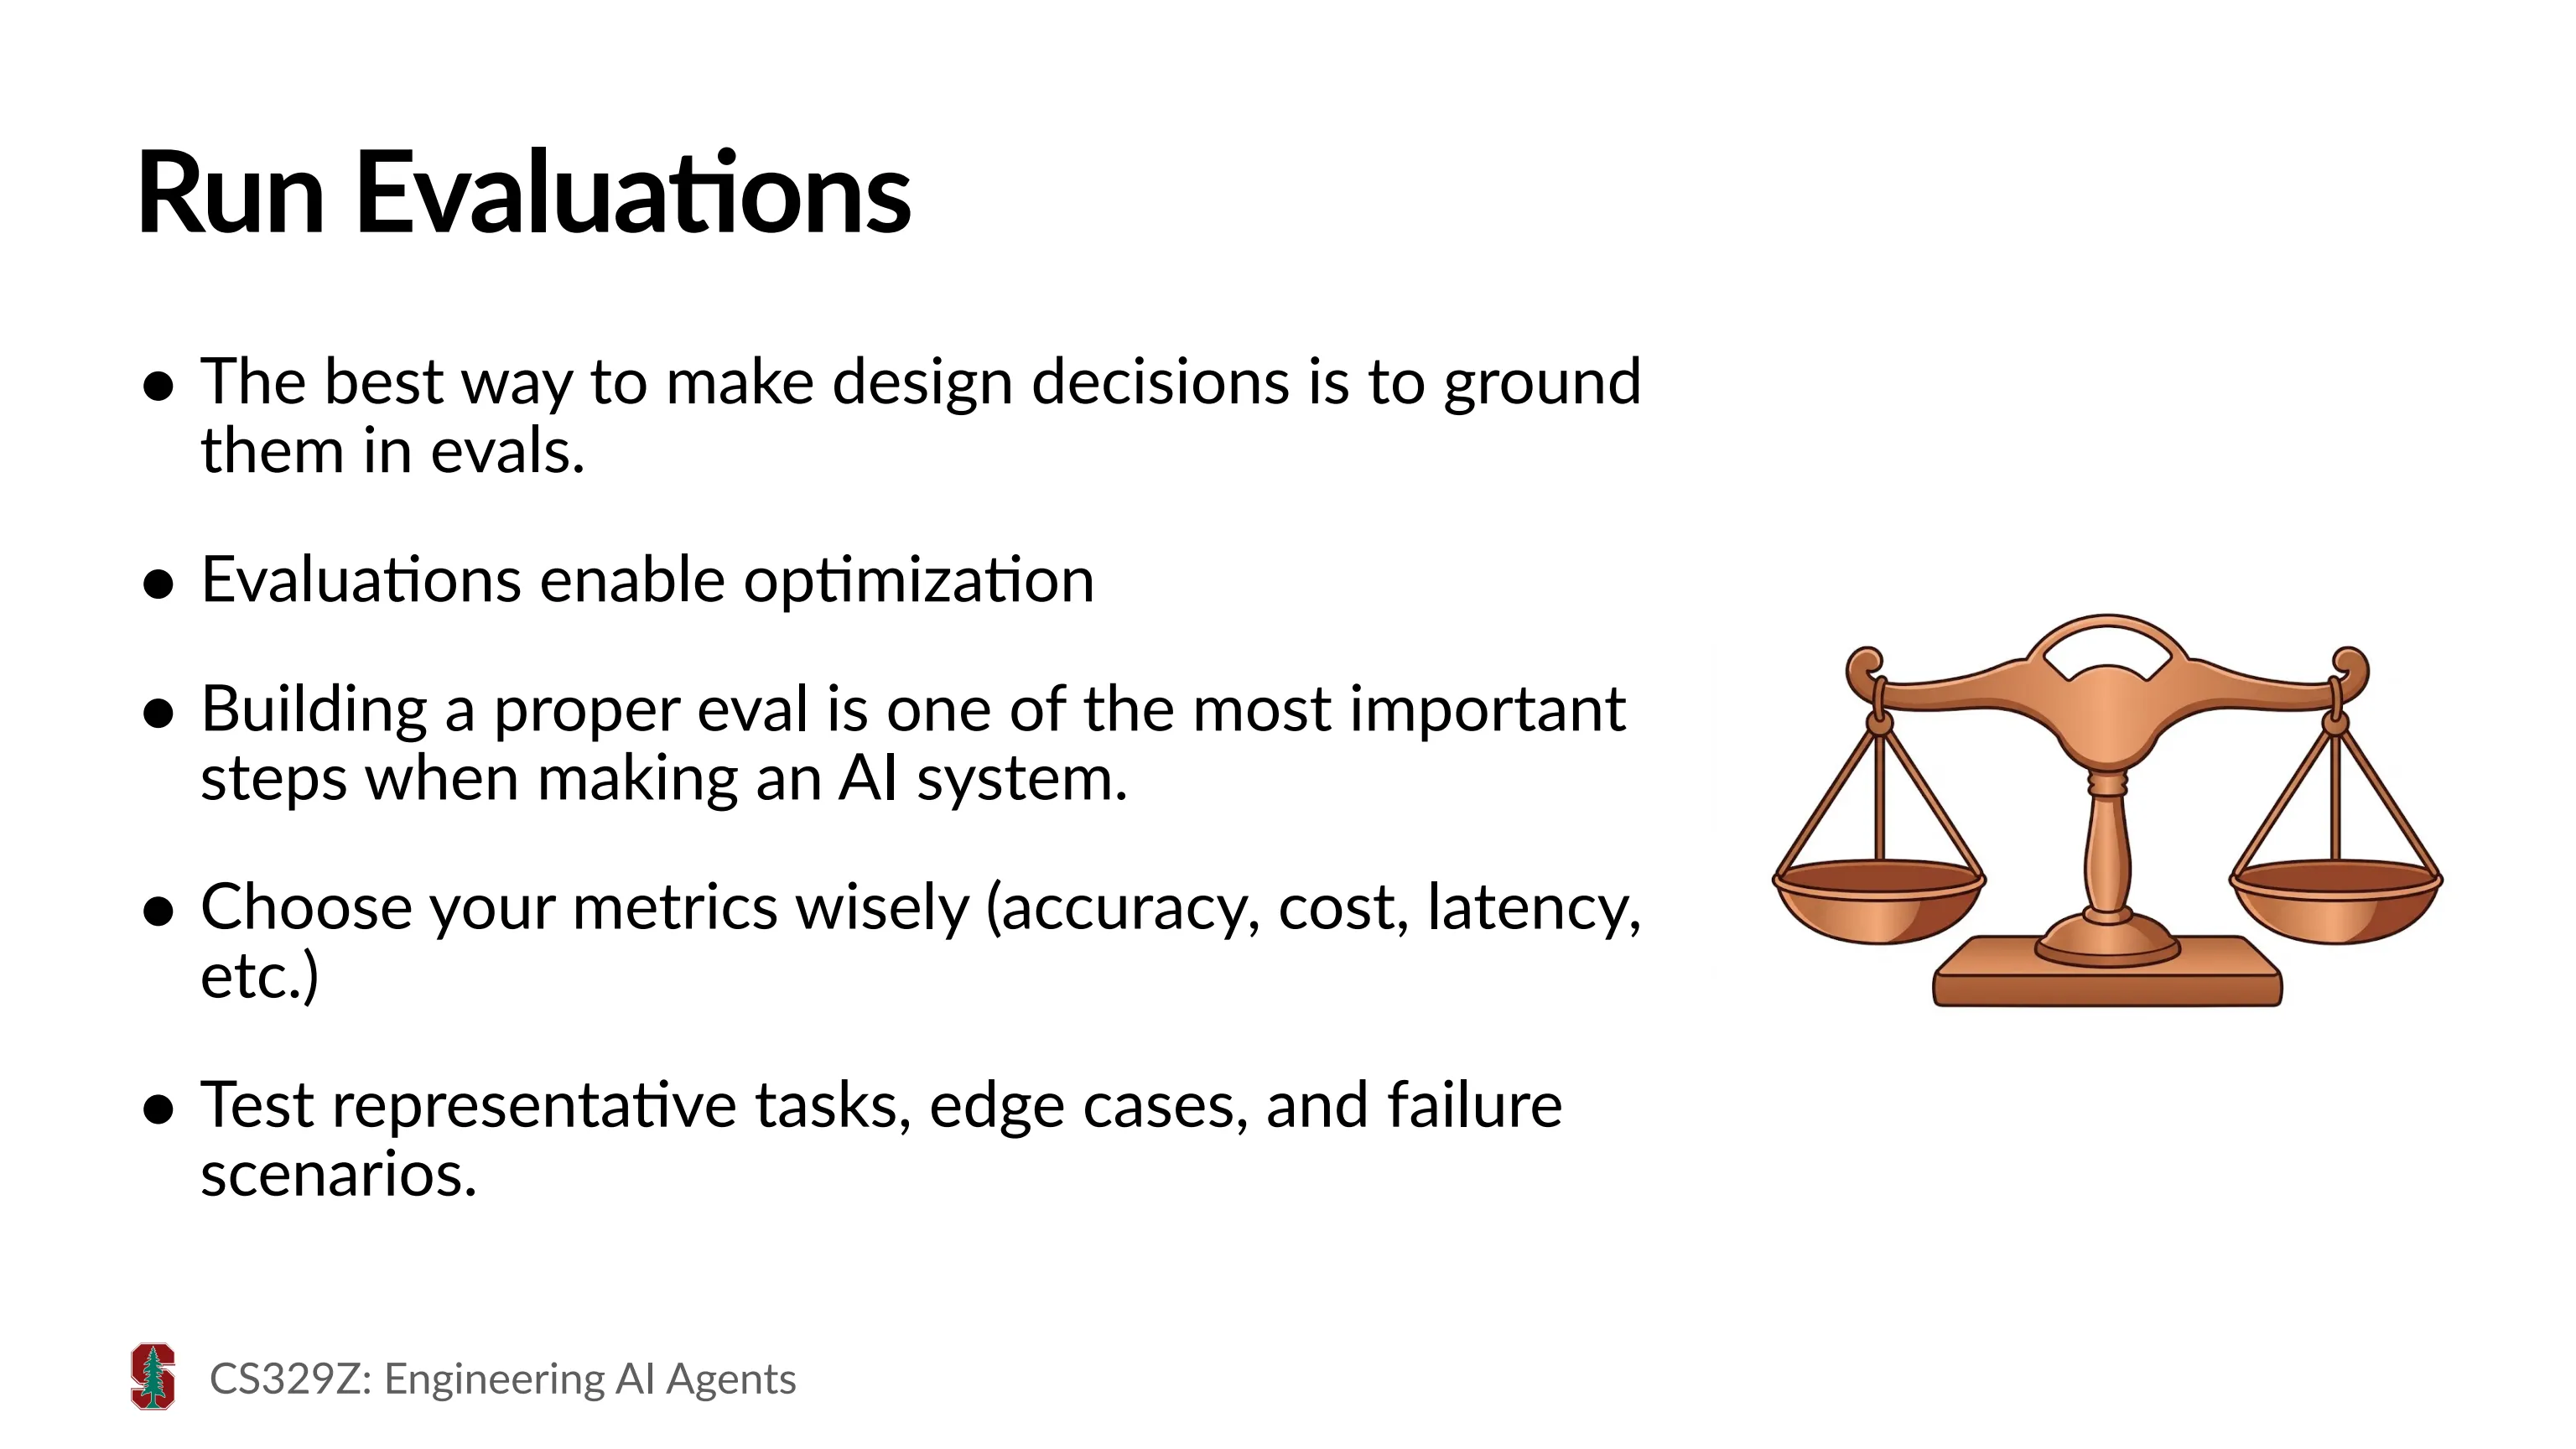 Run Evaluations
● The best way to make design decisions is to ground
them in evals.
● Evaluations enable optimization
● Building a proper eval is one of the most important
steps when making an AI system.
● Choose your metrics wisely (accuracy, cost, latency,
etc.)
● Test representative tasks, edge cases, and failure
scenarios.
S CS329Z: Engineering AI Agents